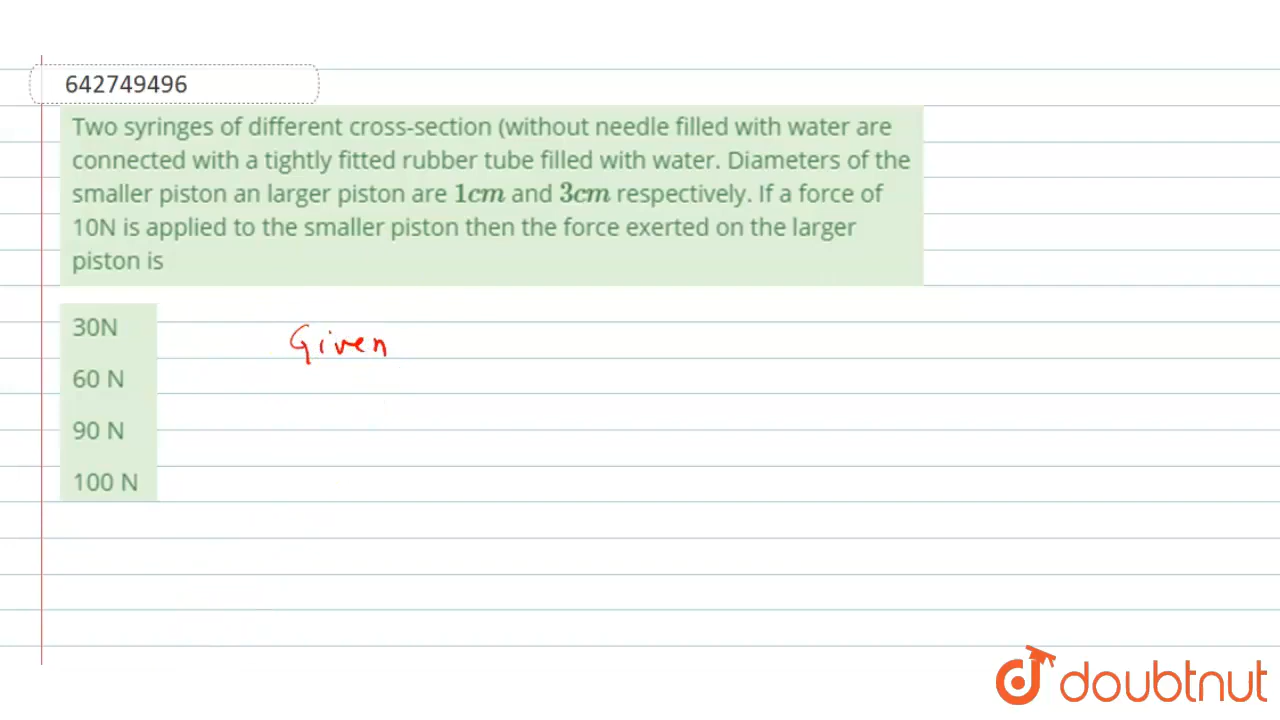 642749496
Two syringes of different cross-section (without needle filled with water are
connected with a tightly fitted rubber tube filled with water. Diameters of the
smaller piston an larger piston are 1cm and 3cm respectively. If a force of
10N is applied to the smaller piston then the force exerted on the larger
piston is
30N
Given
60 N
90 N
100 N
doubtnut